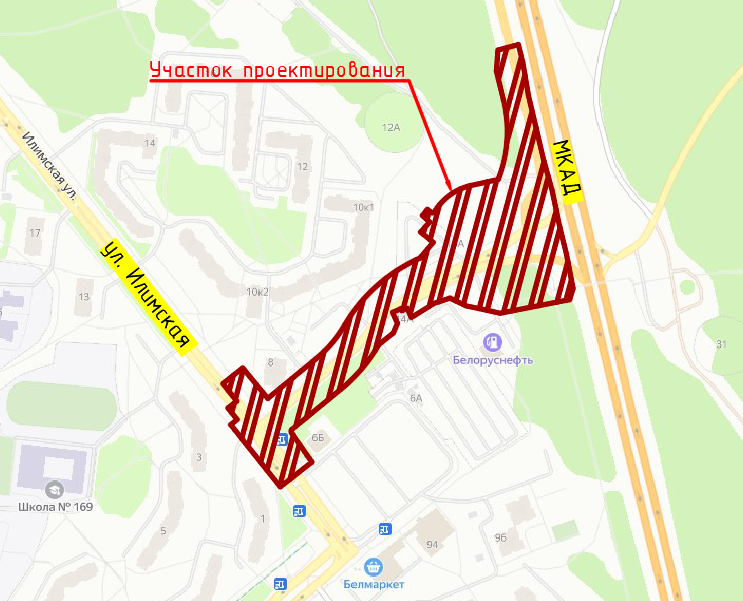 Участок проектирования
12А
Илимская ул.
14
12
МКАД
10к1
17
ул. Илимская
10к2
13
31
Белоруснефть
8
6А
6Б
3
Школа № 169
1
5
94
96
Белмаркет